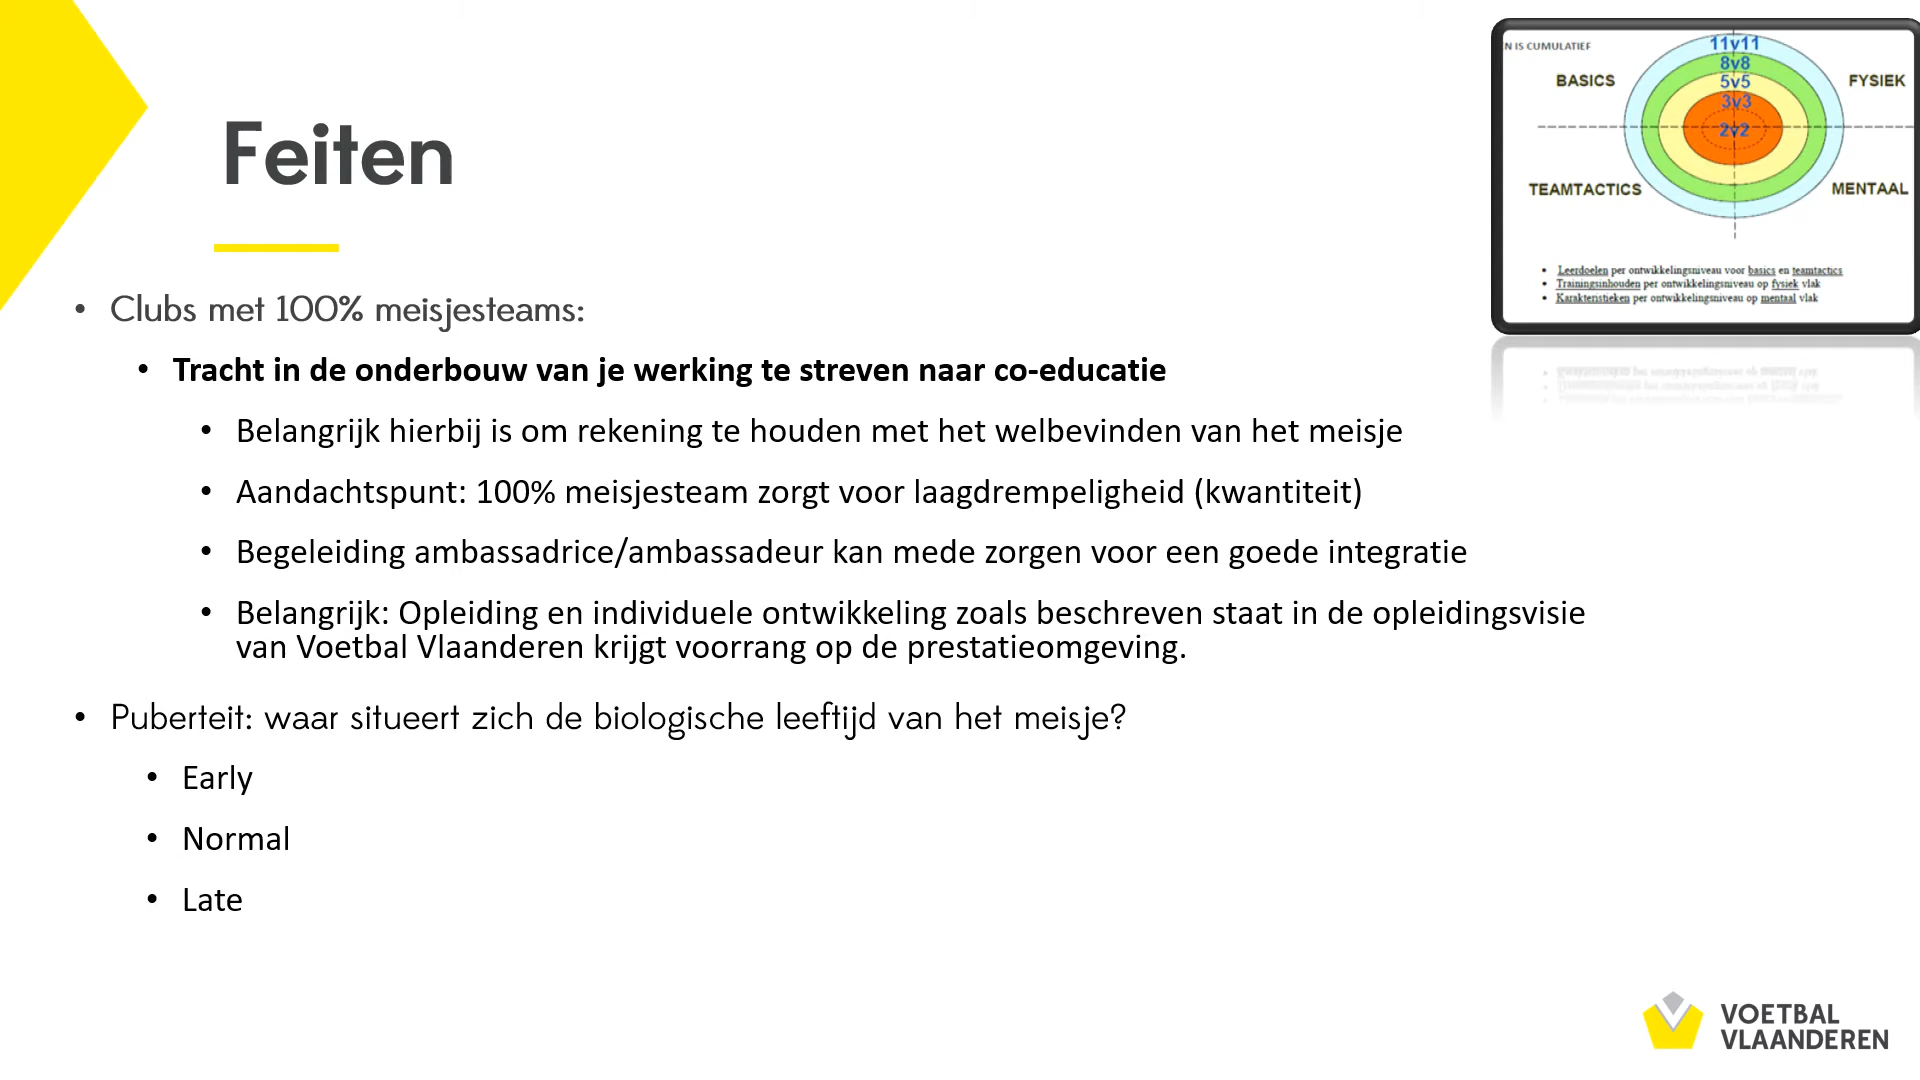 Feiten
• Clubs met 100% meisjesteams:
• Tracht in de onderbouw van je werking te streven naar co-educatie
• Belangrijk hierbij is om rekening te houden met het welbevinden van het meisje
• Aandachtspunt: 100% meisjesteam zorgt voor laagdrempeligheid (kwantiteit)
• Begeleiding ambassadrice/ambassadeur kan mede zorgen voor een goede integratie
• Belangrijk: Opleiding en individuele ontwikkeling zoals beschreven staat in de opleidingsvisie
van Voetbal Vlaanderen krijgt voorrang op de prestatieomgeving.
• Puberteit: waar situeert zich de biologische leeftijd van het meisje?
• Early
• Normal
• Late
N IS CUMULATIEF
11v11
8v8
5v5
3v3
2v2
BASICS
FYSIEK
TEAMTACTICS
MENTAAL
• Leerdoelen per ontwikkelingsniveau voor basics en teamtactics
• Trainingsinhouden per ontwikkelingsniveau op fysiek vlak
• Karakteristieken per ontwikkelingsniveau op mentaal vlak
VOETBAL
VLAANDEREN